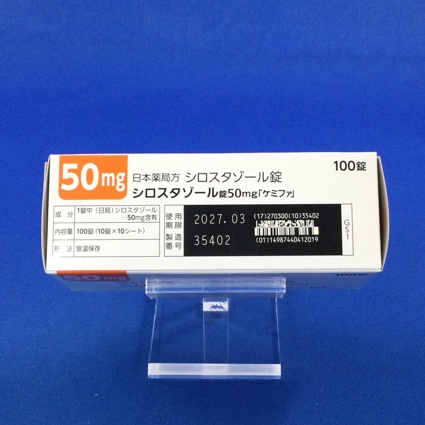 50mg
日本薬局方 シロスタゾール錠
シロスタゾール錠50mg「ケミファ」
100錠
成分 1錠中（日局）シロスタゾール
…50mg含有
内容量 100錠（10錠×10シート）
貯法 室温保存
使用期限 2027.03
製造番号 35402
(17)270300(10)35402
(01)14987440412019
GS1